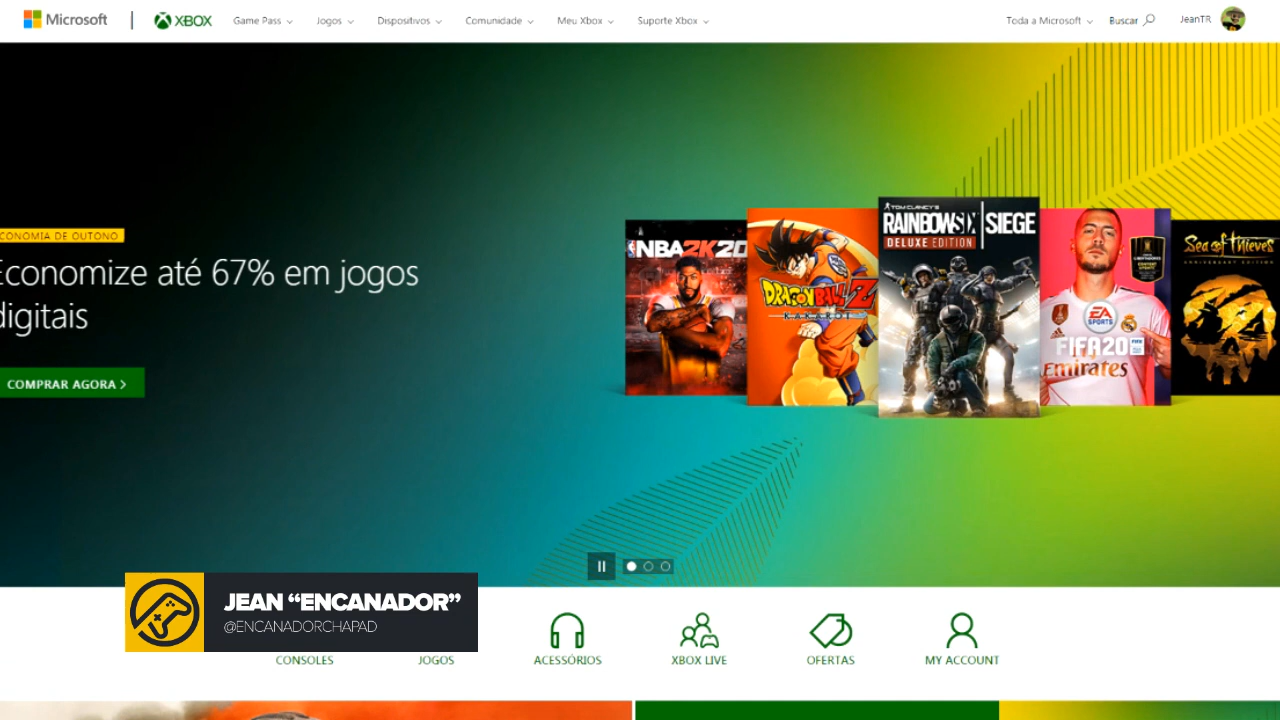 Microsoft
XBOX
Game Pass
Jogos
Dispositivos
Comunidade
Meu Xbox
Suporte Xbox
Toda a Microsoft
Buscar
JeanTR
CONOMIA DE OUTONO
Economize até 67% em jogos
digitais
COMPRAR AGORA
NBA2K20
DRAGON BALL Z
KAKAROT
TOM CLANCY'S
RAINBOWSIX SIEGE
DELUXE EDITION
EA
SPORTS
FIFA20
Emirates
Sea of Thieves
ANNIVERSARY EDITION
JEAN “ENCANADOR”
@ENCANADORCHAPAD
CONSOLES
JOGOS
ACESSÓRIOS
XBOX LIVE
OFERTAS
MY ACCOUNT